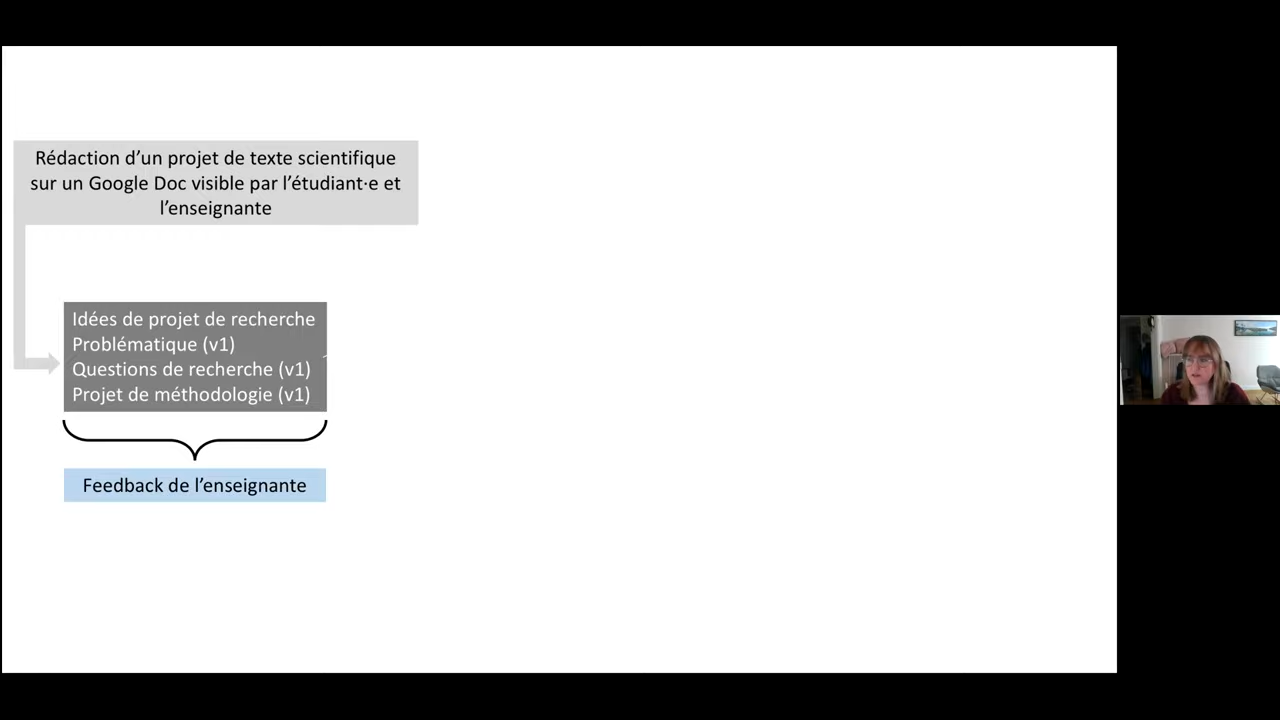 Rédaction d’un projet de texte scientifique
sur un Google Doc visible par l’étudiant·e et
l’enseignante
Idées de projet de recherche
Problématique (v1)
Questions de recherche (v1)
Projet de méthodologie (v1)
Feedback de l’enseignante